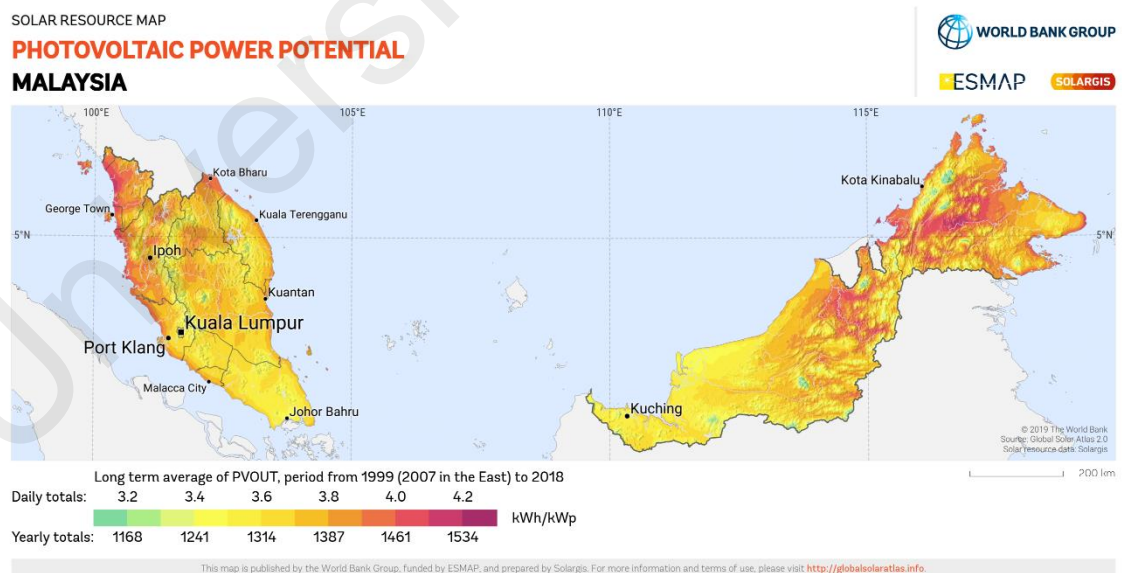 SOLAR RESOURCE MAP
PHOTOVOLTAIC POWER POTENTIAL
MALAYSIA
WORLD BANK GROUP
ESMAP SOLARGIS
100°E 105°E 110°E 115°E
Kota Bharu
Kota Kinabalu
George Town
Kuala Terengganu
5°N 5°N
Ipoh
Kuantan
Kuala Lumpur
Port Klang
Malacca City
Johor Bahru
Kuching
© 2019 The World Bank
Source: Global Solar Atlas 2.0
Solar resource data: Solargis
200 km
Long term average of PVOUT, period from 1999 (2007 in the East) to 2018
Daily totals: 3.2 3.4 3.6 3.8 4.0 4.2
kWh/kWp
Yearly totals: 1168 1241 1314 1387 1461 1534
This map is published by the World Bank Group, funded by ESMAP, and prepared by Solargis. For more information and terms of use, please visit http://globalsolaratlas.info.
Univers